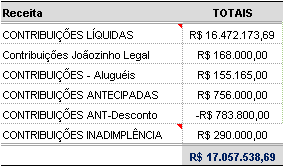 Receita TOTAIS
CONTRIBUIÇÕES LÍQUIDAS R$ 16.472.173,69
Contribuições Joãozinho Legal R$ 168.000,00
CONTRIBUIÇÕES - Aluguéis R$ 155.165,00
CONTRIBUIÇÕES ANTECIPADAS R$ 756.000,00
CONTRIBUIÇÕES ANT-Desconto -R$ 783.800,00
CONTRIBUIÇÕES INADIMPLÊNCIA R$ 290.000,00
R$ 17.057.538,69